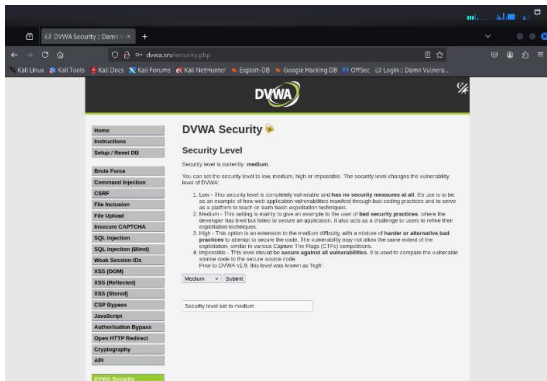 DVWA Security :: Damn V
dvwa.srv/security.php
Kali Linux Kali Tools Kali Docs Kali Forums Kali NetHunter Exploit-DB Google Hacking DB OffSec Login :: Damn Vulnera...
DVWA
Home
Instructions
Setup / Reset DB
Brute Force
Command Injection
CSRF
File Inclusion
File Upload
Insecure CAPTCHA
SQL Injection
SQL Injection (Blind)
Weak Session IDs
XSS (DOM)
XSS (Reflected)
XSS (Stored)
CSP Bypass
JavaScript
Authorisation Bypass
Open HTTP Redirect
Cryptography
API
DVWA Security
DVWA Security
Security Level
Security level is currently: medium.
You can set the security level to low, medium, high or impossible. The security level changes the vulnerability
level of DVWA:
1. Low - This security level is completely vulnerable and has no security measures at all. It's use is to be
as an example of how web application vulnerabilities manifest through bad coding practices and to serve
as a platform to teach or learn basic exploitation techniques.
2. Medium - This setting is mainly to give an example to the user of bad security practices, where the
developer has tried but failed to secure an application. It also acts as a challenge to users to refine their
exploitation techniques.
3. High - This option is an extension to the medium difficulty, with a mixture of harder or alternative bad
practices to attempt to secure the code. The vulnerability may not allow the same extent of the
exploitation, similar in various Capture The Flags (CTFs) competitions.
4. Impossible - This level should be secure against all vulnerabilities. It is used to compare the vulnerable
source code to the secure source code.
Prior to DVWA v1.9, this level was known as 'high'.
Medium Submit
Security level set to medium